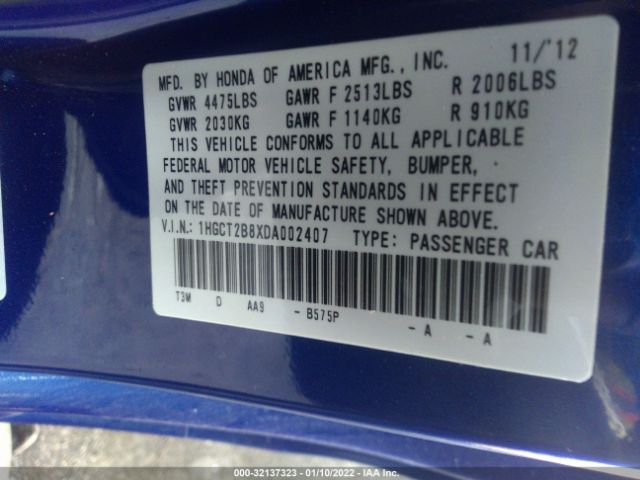 11/'12
MFD. BY HONDA OF AMERICA MFG., INC.
GVWR 4475LBS GAWR F 2513LBS R 2006LBS
GVWR 2030KG GAWR F 1140KG R 910KG
THIS VEHICLE CONFORMS TO ALL APPLICABLE
FEDERAL MOTOR VEHICLE SAFETY, BUMPER,
AND THEFT PREVENTION STANDARDS IN EFFECT
ON THE DATE OF MANUFACTURE SHOWN ABOVE.
V.I.N.: 1HGCT2B8XDA002407 TYPE: PASSENGER CAR
T3M D AA9 - B575P - A - A
000-32137323 - 01/10/2022 - IAA Inc.